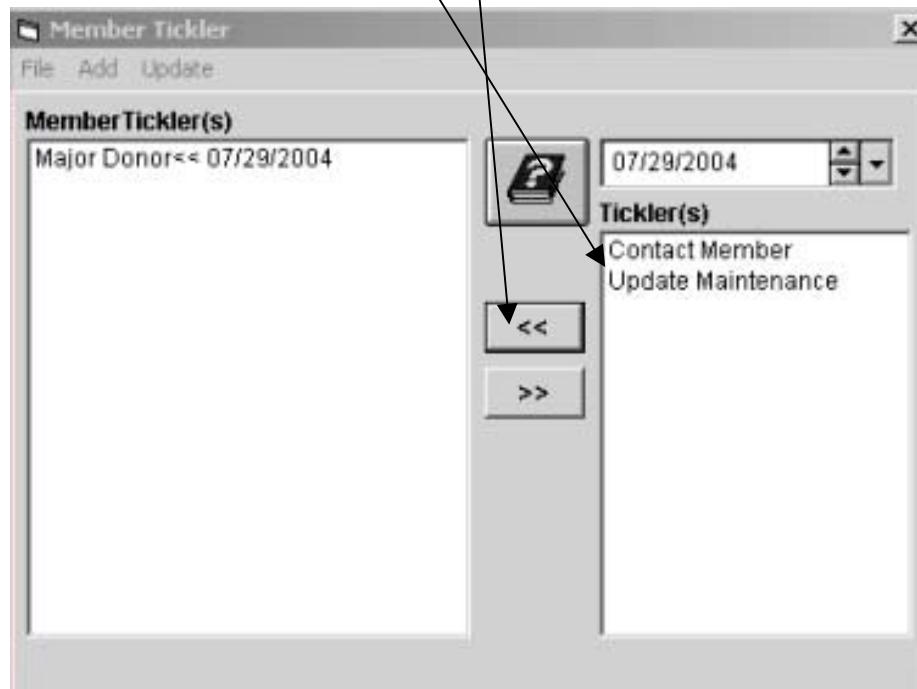 Member Tickler
File Add Update
MemberTickler(s)
Major Donor<< 07/29/2004
07/29/2004
Tickler(s)
Contact Member
Update Maintenance
<<
>>